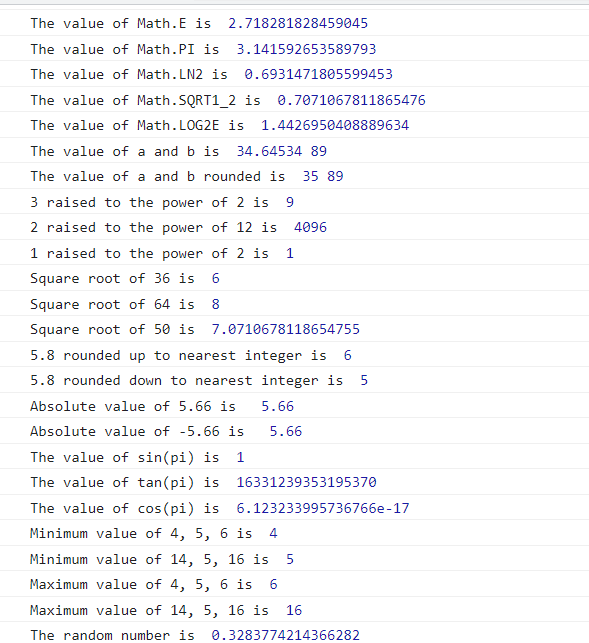 The value of Math.E is  2.718281828459045
The value of Math.PI is  3.141592653589793
The value of Math.LN2 is  0.6931471805599453
The value of Math.SQRT1_2 is  0.7071067811865476
The value of Math.LOG2E is  1.4426950408889634
The value of a and b is  34.64534 89
The value of a and b rounded is  35 89
3 raised to the power of 2 is  9
2 raised to the power of 12 is  4096
1 raised to the power of 2 is  1
Square root of 36 is  6
Square root of 64 is  8
Square root of 50 is  7.0710678118654755
5.8 rounded up to nearest integer is  6
5.8 rounded down to nearest integer is  5
Absolute value of 5.66 is   5.66
Absolute value of -5.66 is   5.66
The value of sin(pi) is  1
The value of tan(pi) is  16331239353195370
The value of cos(pi) is  6.123233995736766e-17
Minimum value of 4, 5, 6 is  4
Minimum value of 14, 5, 16 is  5
Maximum value of 4, 5, 6 is  6
Maximum value of 14, 5, 16 is  16
The random number is  0.3283774214366282